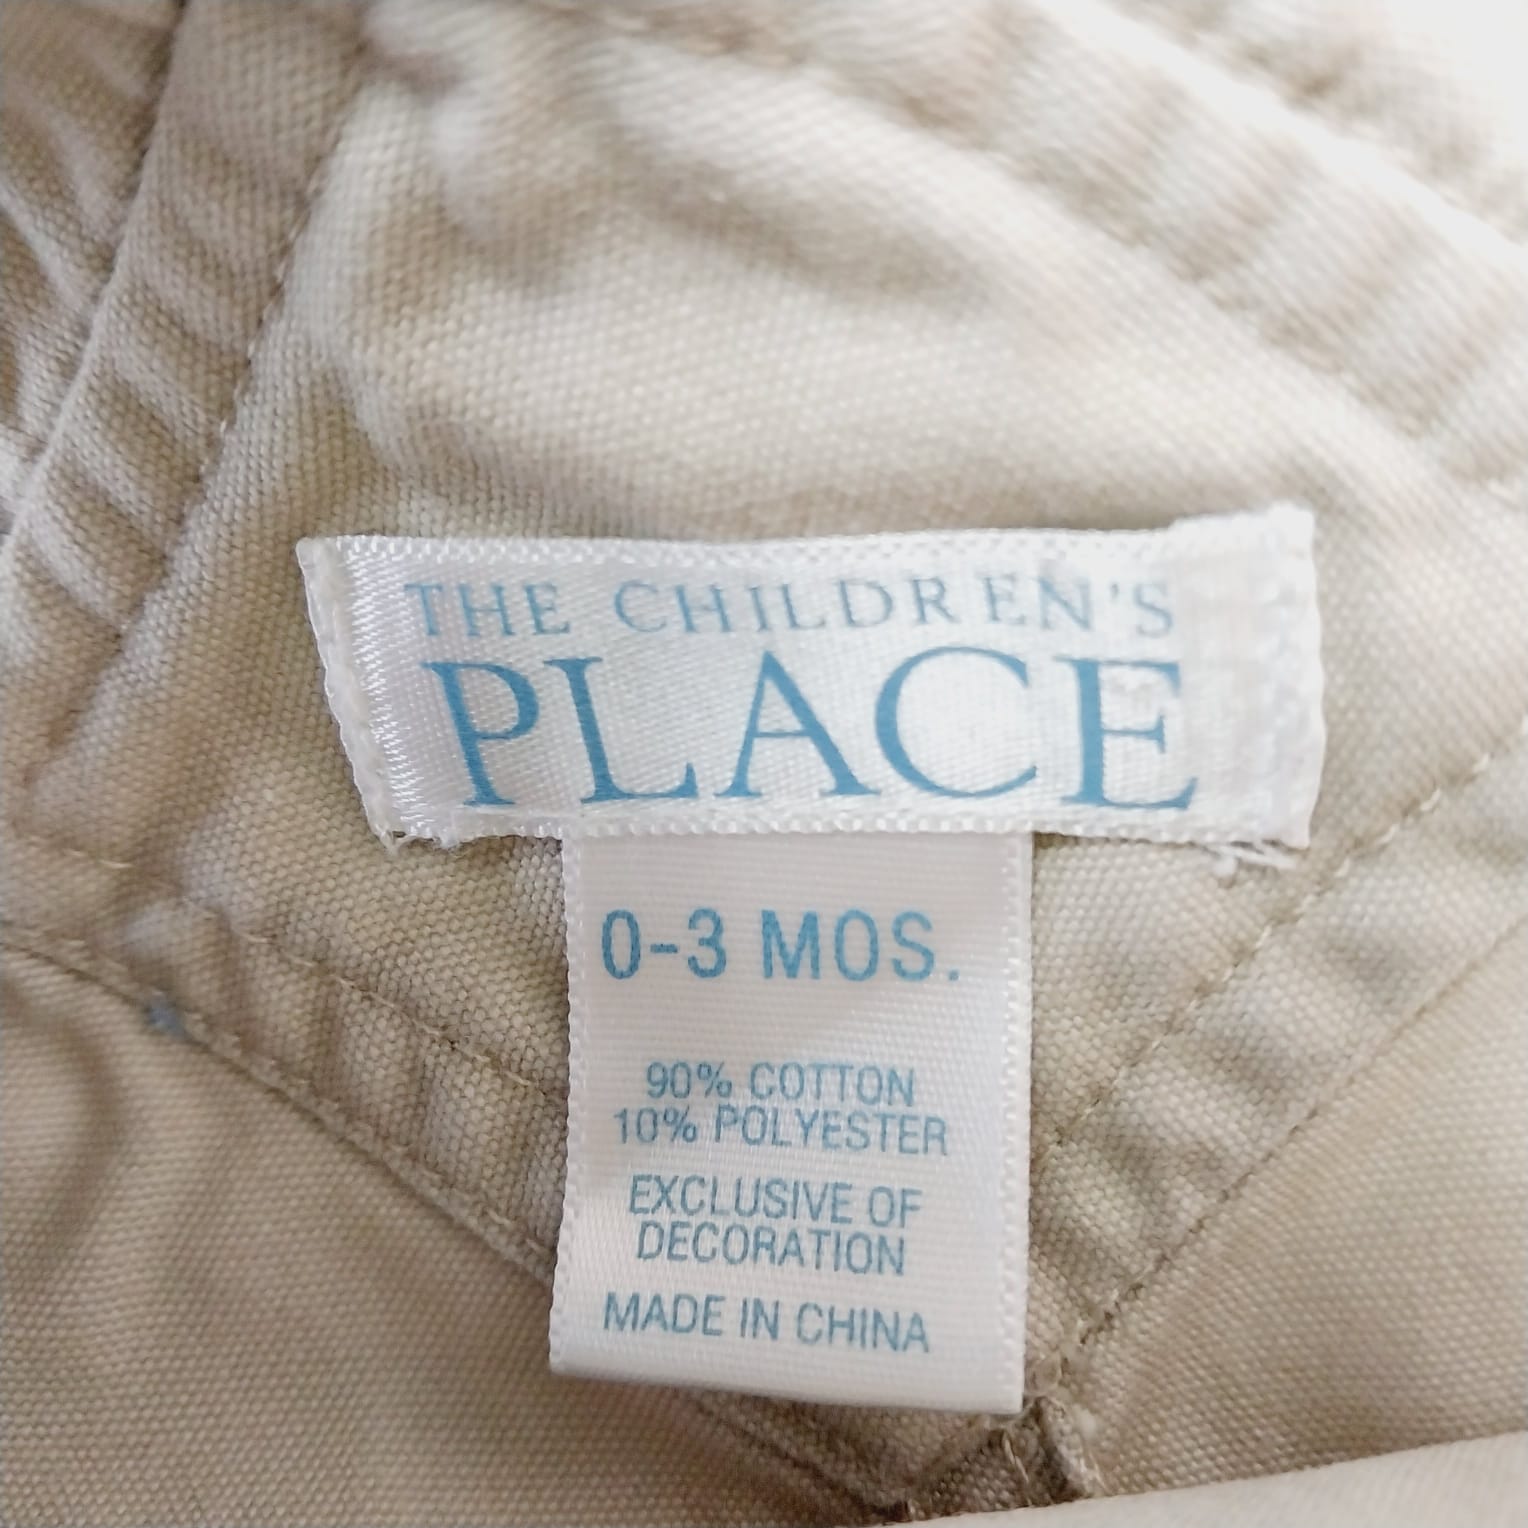 THE CHILDREN'S
PLACE
0-3 MOS.
90% COTTON
10% POLYESTER
EXCLUSIVE OF
DECORATION
MADE IN CHINA